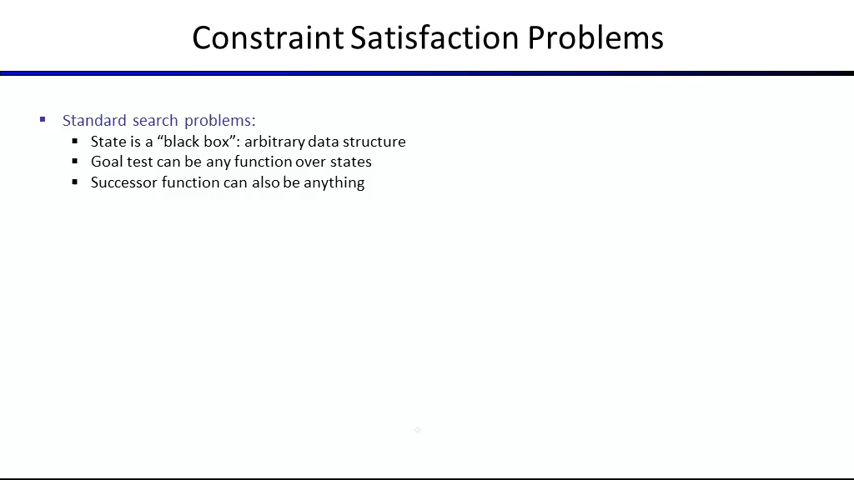 Constraint Satisfaction Problems
▪ Standard search problems:
▪ State is a “black box”: arbitrary data structure
▪ Goal test can be any function over states
▪ Successor function can also be anything